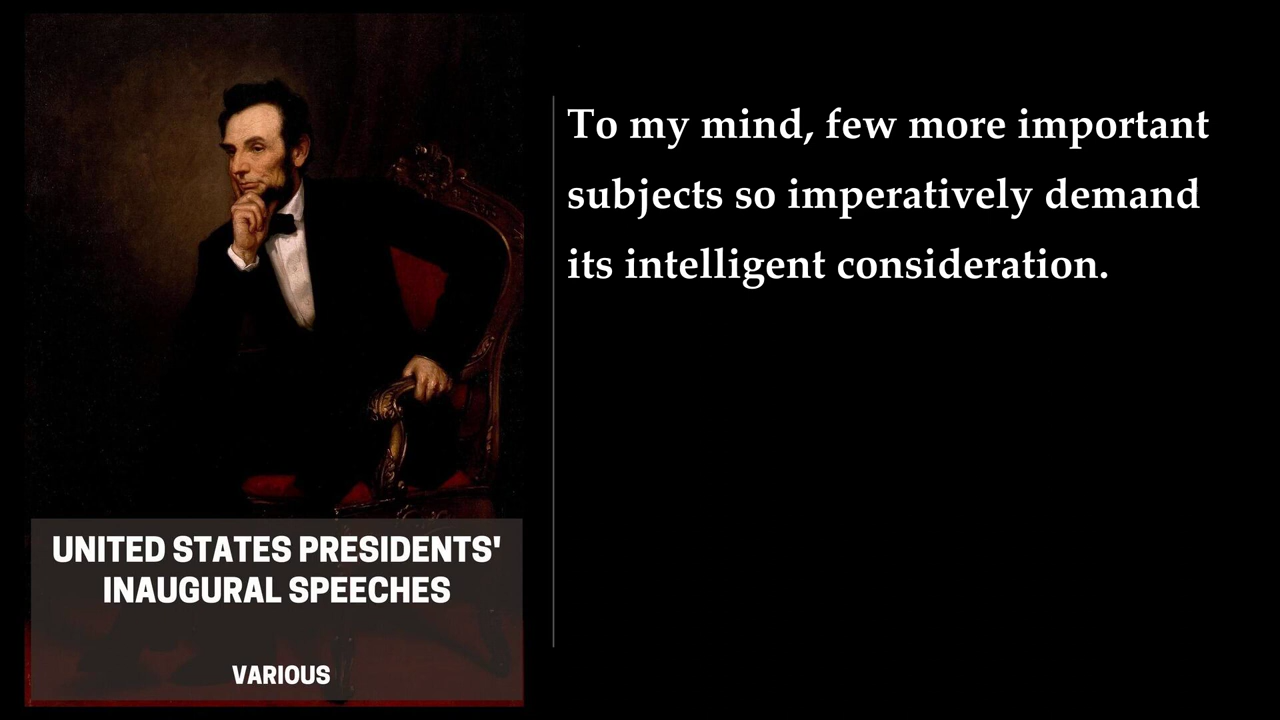 To my mind, few more important
subjects so imperatively demand
its intelligent consideration.
UNITED STATES PRESIDENTS'
INAUGURAL SPEECHES
VARIOUS